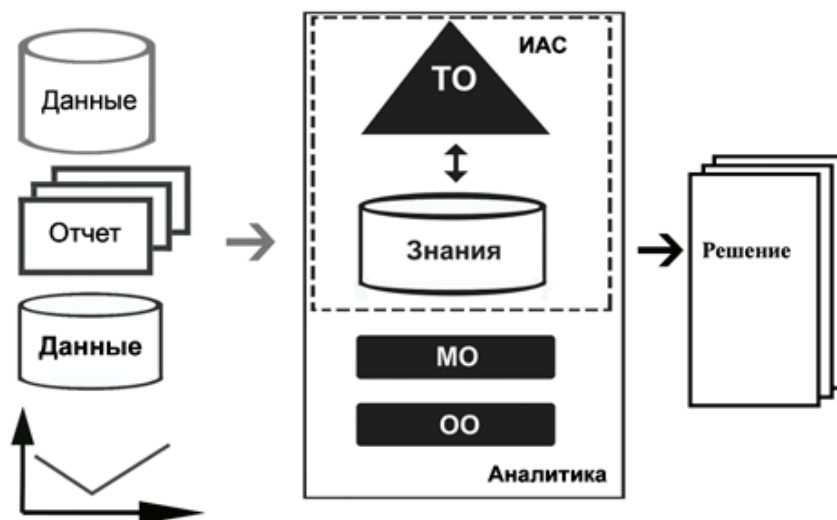 Данные
Отчет
Данные
ИАС
ТО
Знания
МО
ОО
Аналитика
Решение